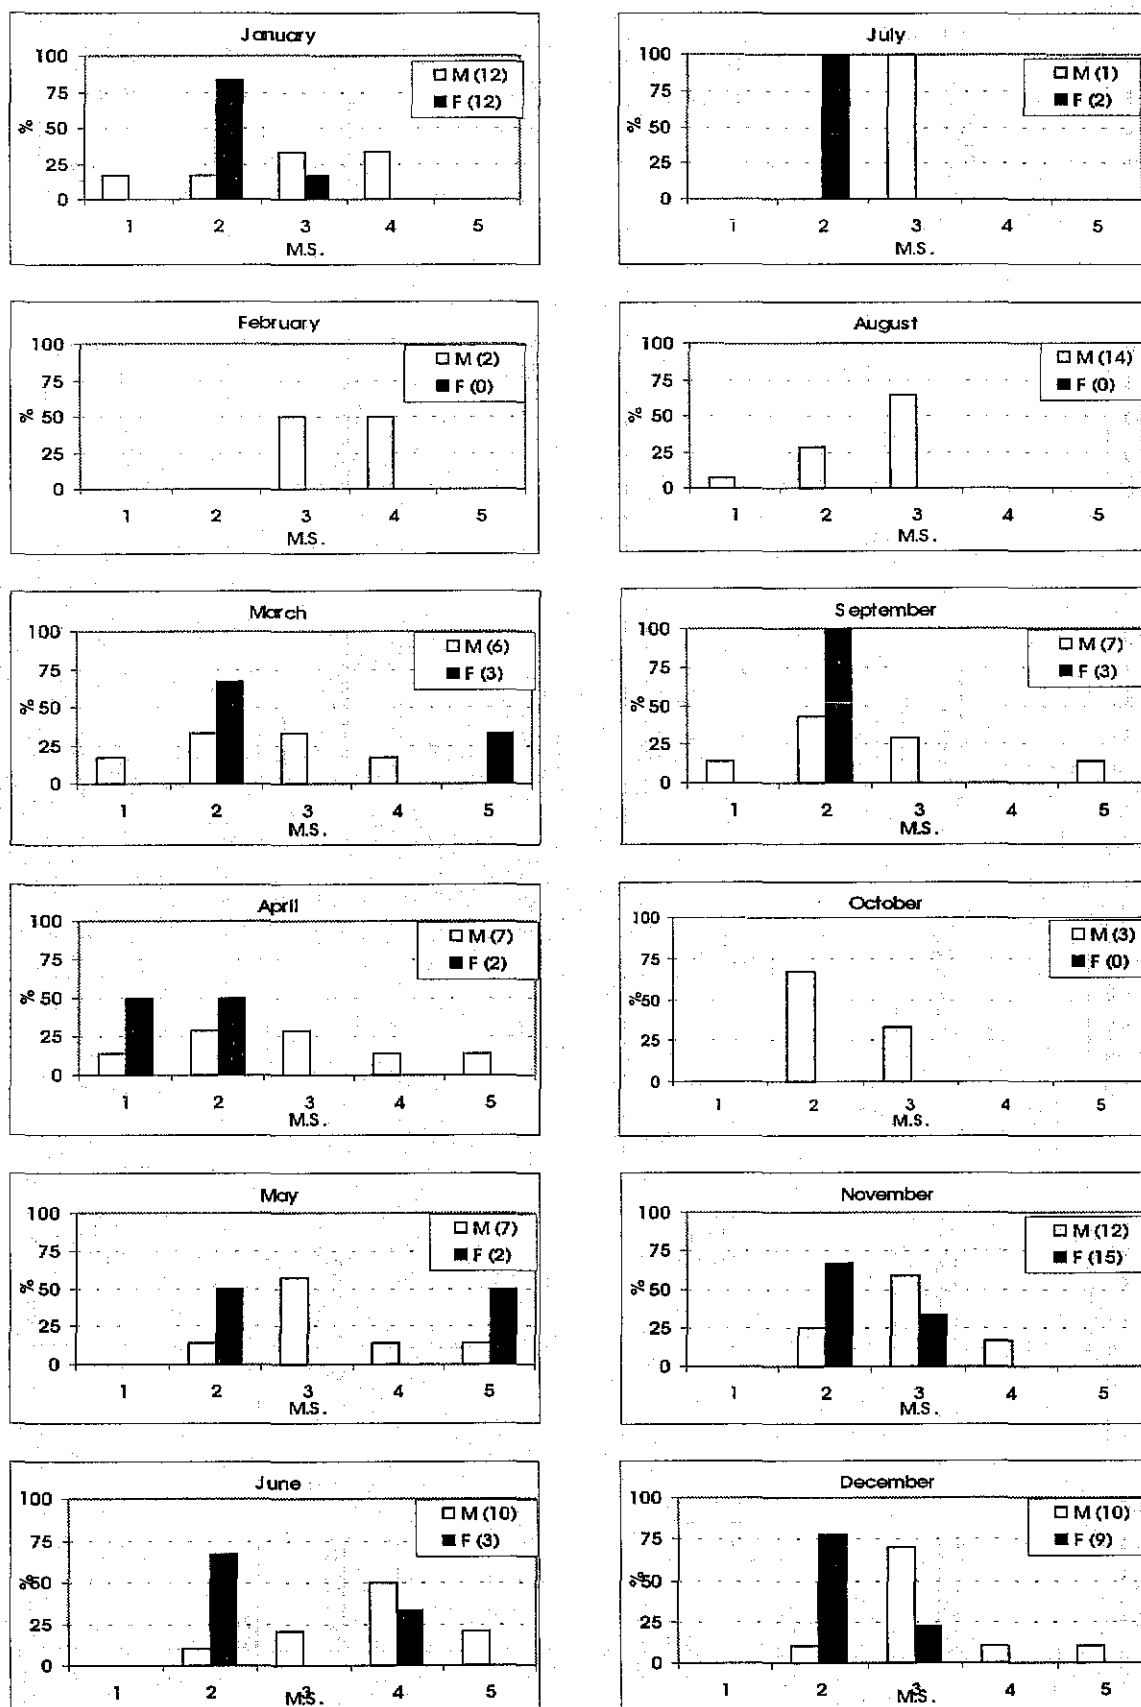 January
100
75
50
25
0
%
M (12)
F (12)
1 2 3 4 5
M.S.
February
100
75
50
25
0
%
M (2)
F (0)
1 2 3 4 5
M.S.
March
100
75
50
25
0
%
M (6)
F (3)
1 2 3 4 5
M.S.
April
100
75
50
25
0
%
M (7)
F (2)
1 2 3 4 5
M.S.
May
100
75
50
25
0
%
M (7)
F (2)
1 2 3 4 5
M.S.
June
100
75
50
25
0
%
M (10)
F (3)
1 2 3 4 5
M.S.
July
100
75
50
25
0
%
M (1)
F (2)
1 2 3 4 5
M.S.
August
100
75
50
25
0
%
M (14)
F (0)
1 2 3 4 5
M.S.
September
100
75
50
25
0
%
M (7)
F (3)
1 2 3 4 5
M.S.
October
100
75
50
25
0
%
M (3)
F (0)
1 2 3 4 5
M.S.
November
100
75
50
25
0
%
M (12)
F (15)
1 2 3 4 5
M.S.
December
100
75
50
25
0
%
M (10)
F (9)
1 2 3 4 5
M.S.